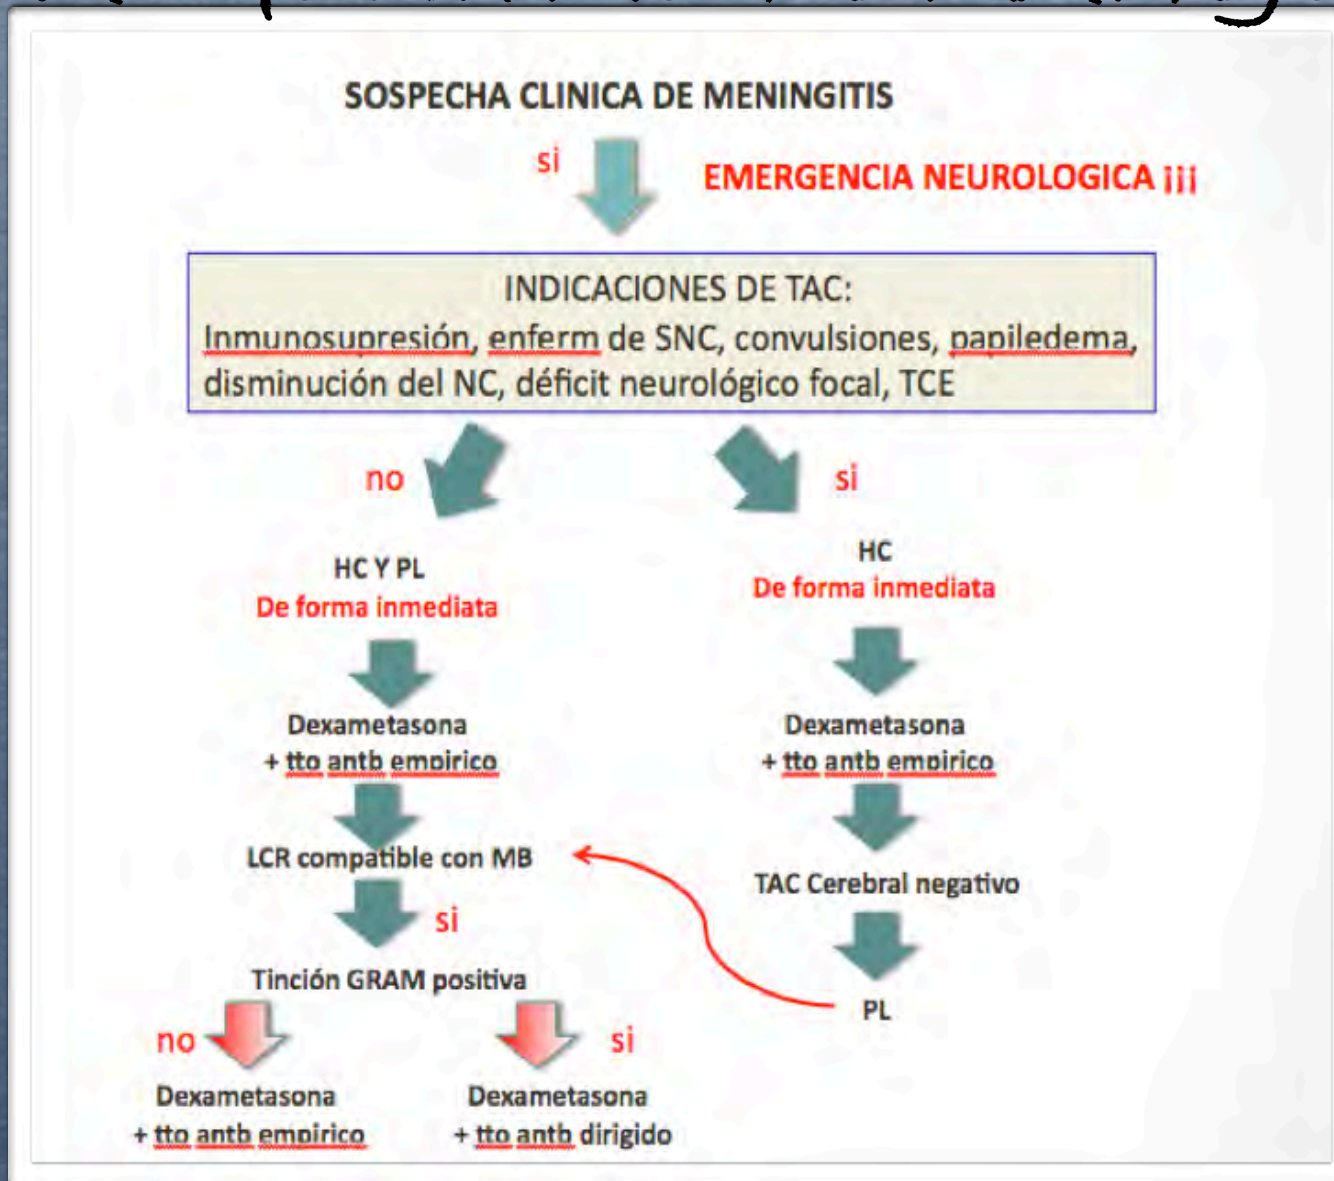 SOSPECHA CLINICA DE MENINGITIS
si
EMERGENCIA NEUROLOGICA ¡¡¡
INDICACIONES DE TAC:
Inmunosupresión, enferm de SNC, convulsiones, papiledema,
disminución del NC, déficit neurológico focal, TCE
no
si
HC Y PL
De forma inmediata
HC
De forma inmediata
Dexametasona
+ tto antb empirico
Dexametasona
+ tto antb empirico
LCR compatible con MB
TAC Cerebral negativo
si
Tinción GRAM positiva
PL
no
si
Dexametasona
+ tto antb empirico
Dexametasona
+ tto antb dirigido